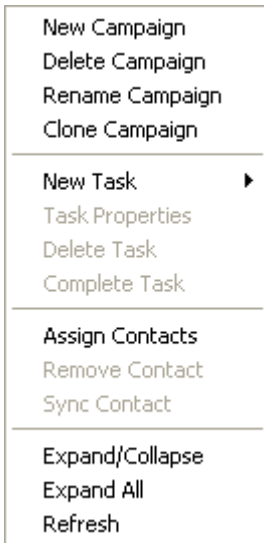 New Campaign
Delete Campaign
Rename Campaign
Clone Campaign
New Task
Task Properties
Delete Task
Complete Task
Assign Contacts
Remove Contact
Sync Contact
Expand/Collapse
Expand All
Refresh